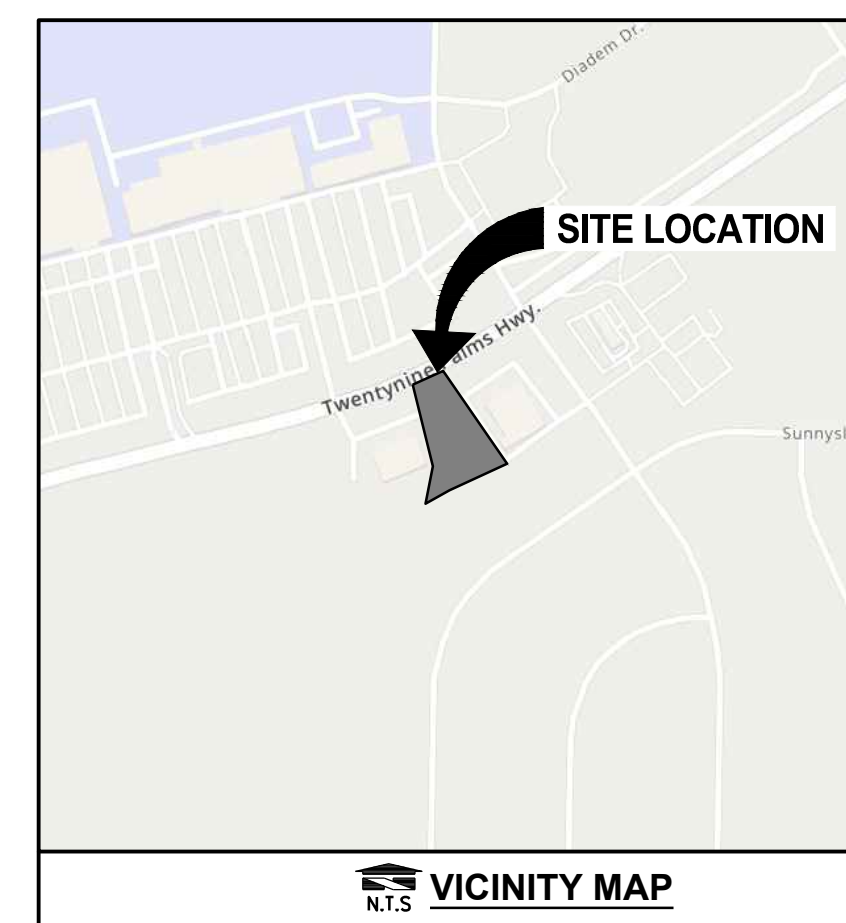 Diadem Dr.
SITE LOCATION
Twentynine Palms Hwy.
Sunnysl
N.T.S VICINITY MAP